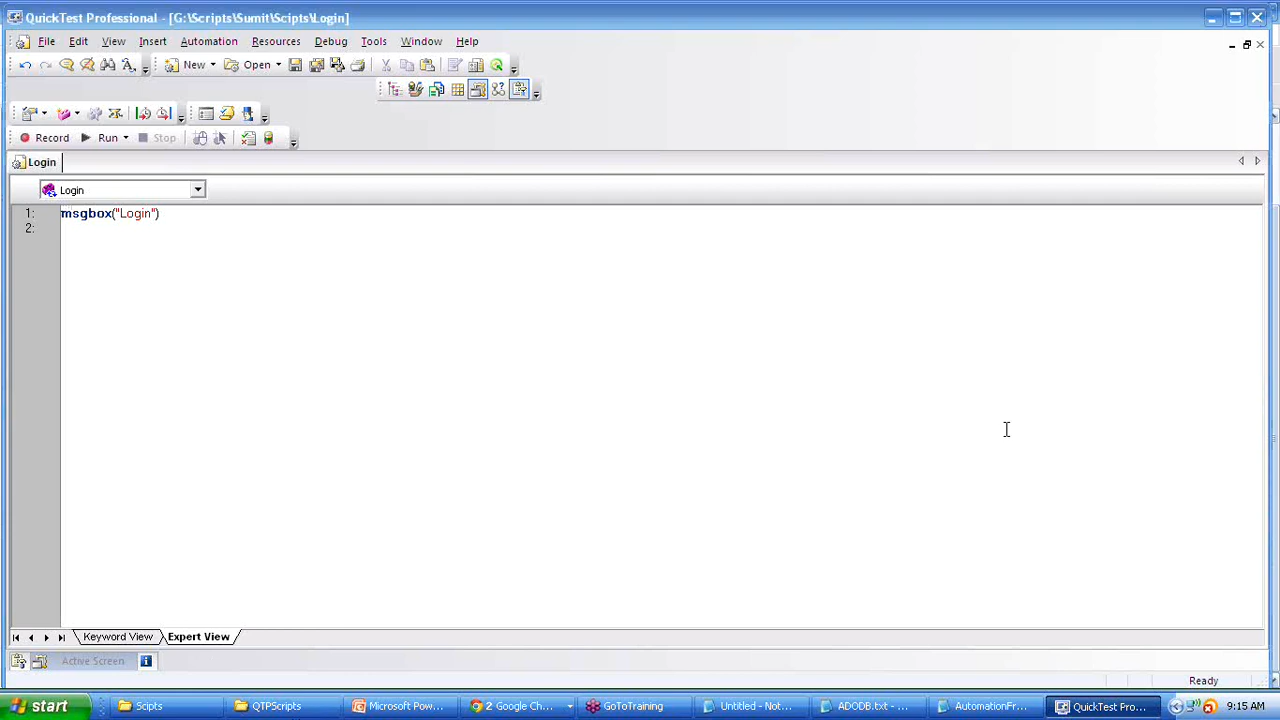 QuickTest Professional - [G:\Scripts\Sumit\Scipts\Login]
File Edit View Insert Automation Resources Debug Tools Window Help
New Open
Record Run Stop
Login
Login
1: msgbox("Login")
2:
Keyword View Expert View
Active Screen
Ready
start Scipts QTPScripts Microsoft Pow... 2 Google Ch... GoToTraining Untitled - Not... ADODB.txt - ... AutomationFr... QuickTest Pro... 9:15 AM